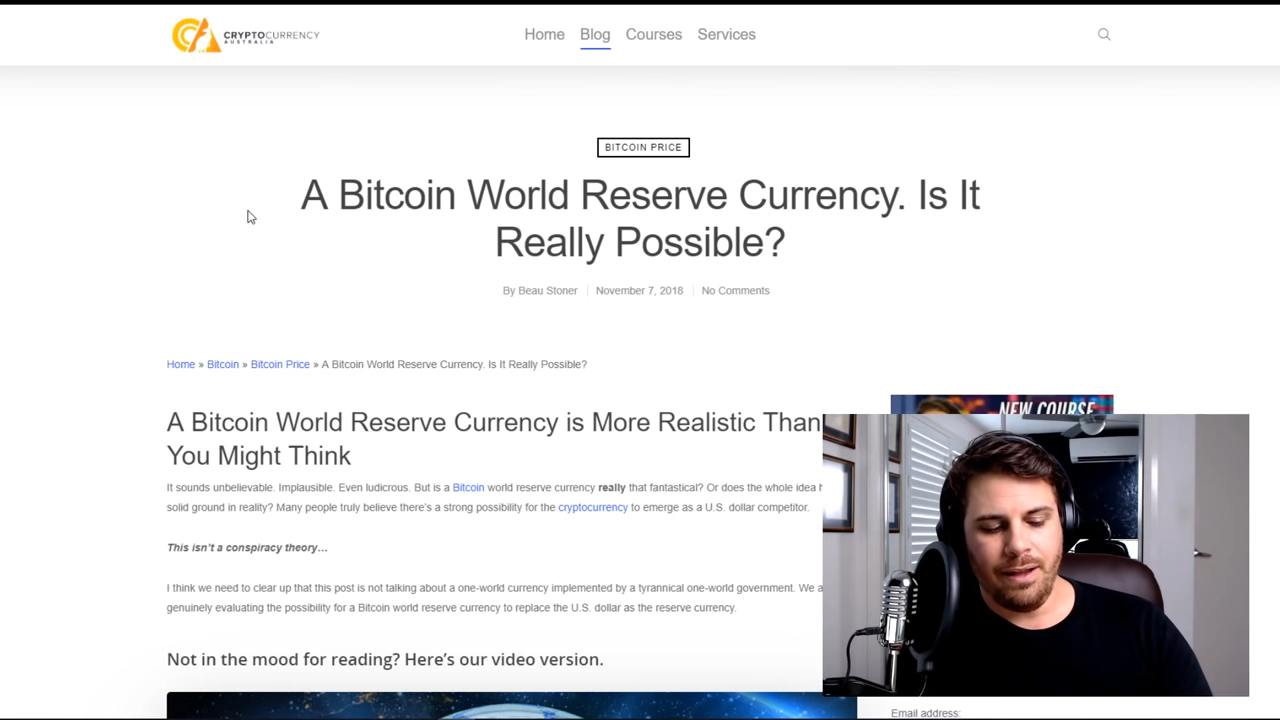 CRYPTOCURRENCY
AUSTRALIA
Home Blog Courses Services
BITCOIN PRICE
A Bitcoin World Reserve Currency. Is It
Really Possible?
By Beau Stoner November 7, 2018 No Comments
Home » Bitcoin » Bitcoin Price » A Bitcoin World Reserve Currency. Is It Really Possible?
NEW COURSE
A Bitcoin World Reserve Currency is More Realistic Than
You Might Think
It sounds unbelievable. Implausible. Even ludicrous. But is a Bitcoin world reserve currency really that fantastical? Or does the whole idea
solid ground in reality? Many people truly believe there's a strong possibility for the cryptocurrency to emerge as a U.S. dollar competitor.
This isn't a conspiracy theory…
I think we need to clear up that this post is not talking about a one-world currency implemented by a tyrannical one-world government. We
genuinely evaluating the possibility for a Bitcoin world reserve currency to replace the U.S. dollar as the reserve currency.
Not in the mood for reading? Here's our video version.
Email address: